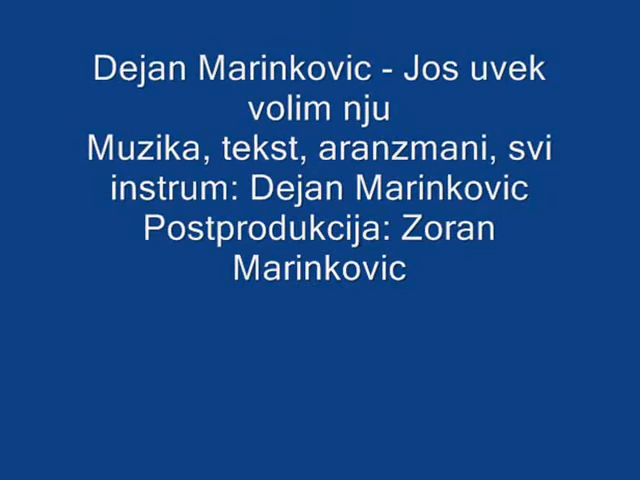 Dejan Marinkovic - Jos uvek
volim nju
Muzika, tekst, aranzmani, svi
instrum: Dejan Marinkovic
Postprodukcija: Zoran
Marinkovic